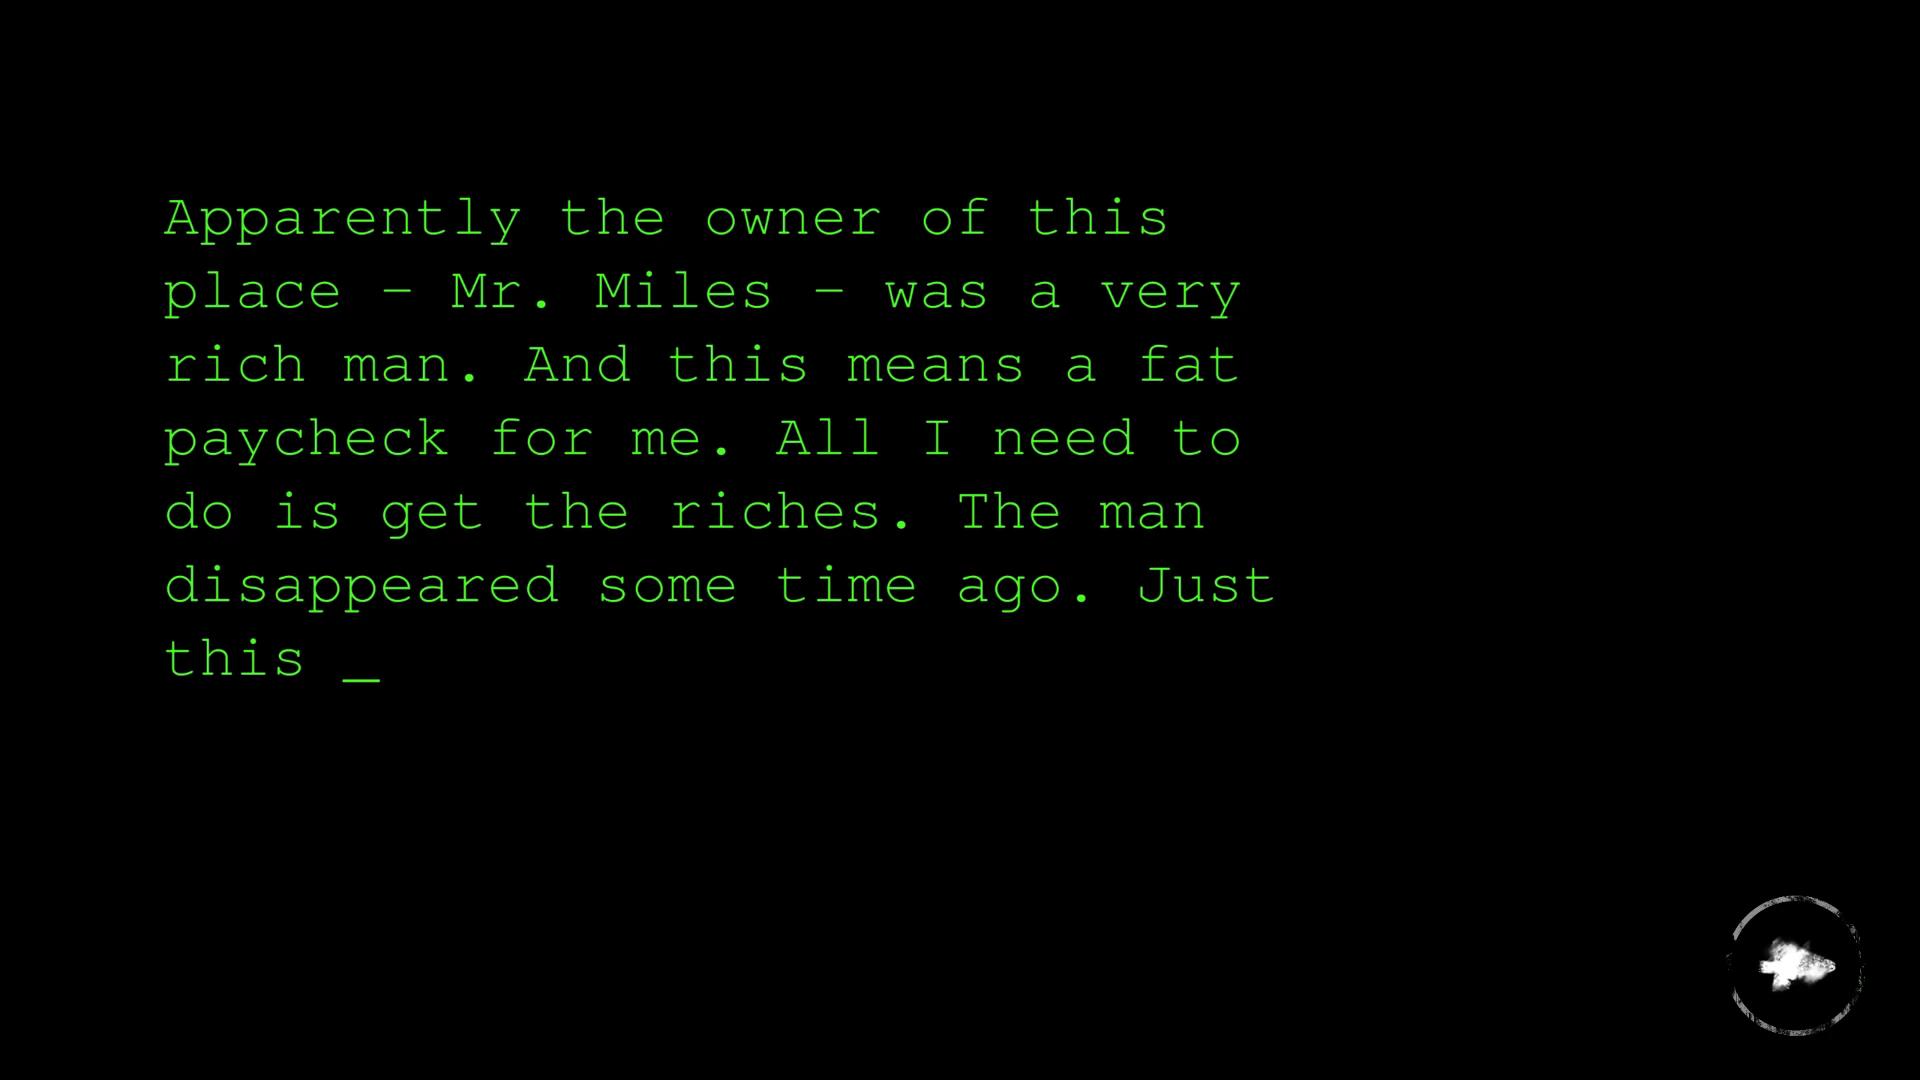 Apparently the owner of this
place - Mr. Miles - was a very
rich man. And this means a fat
paycheck for me. All I need to
do is get the riches. The man
disappeared some time ago. Just
this _